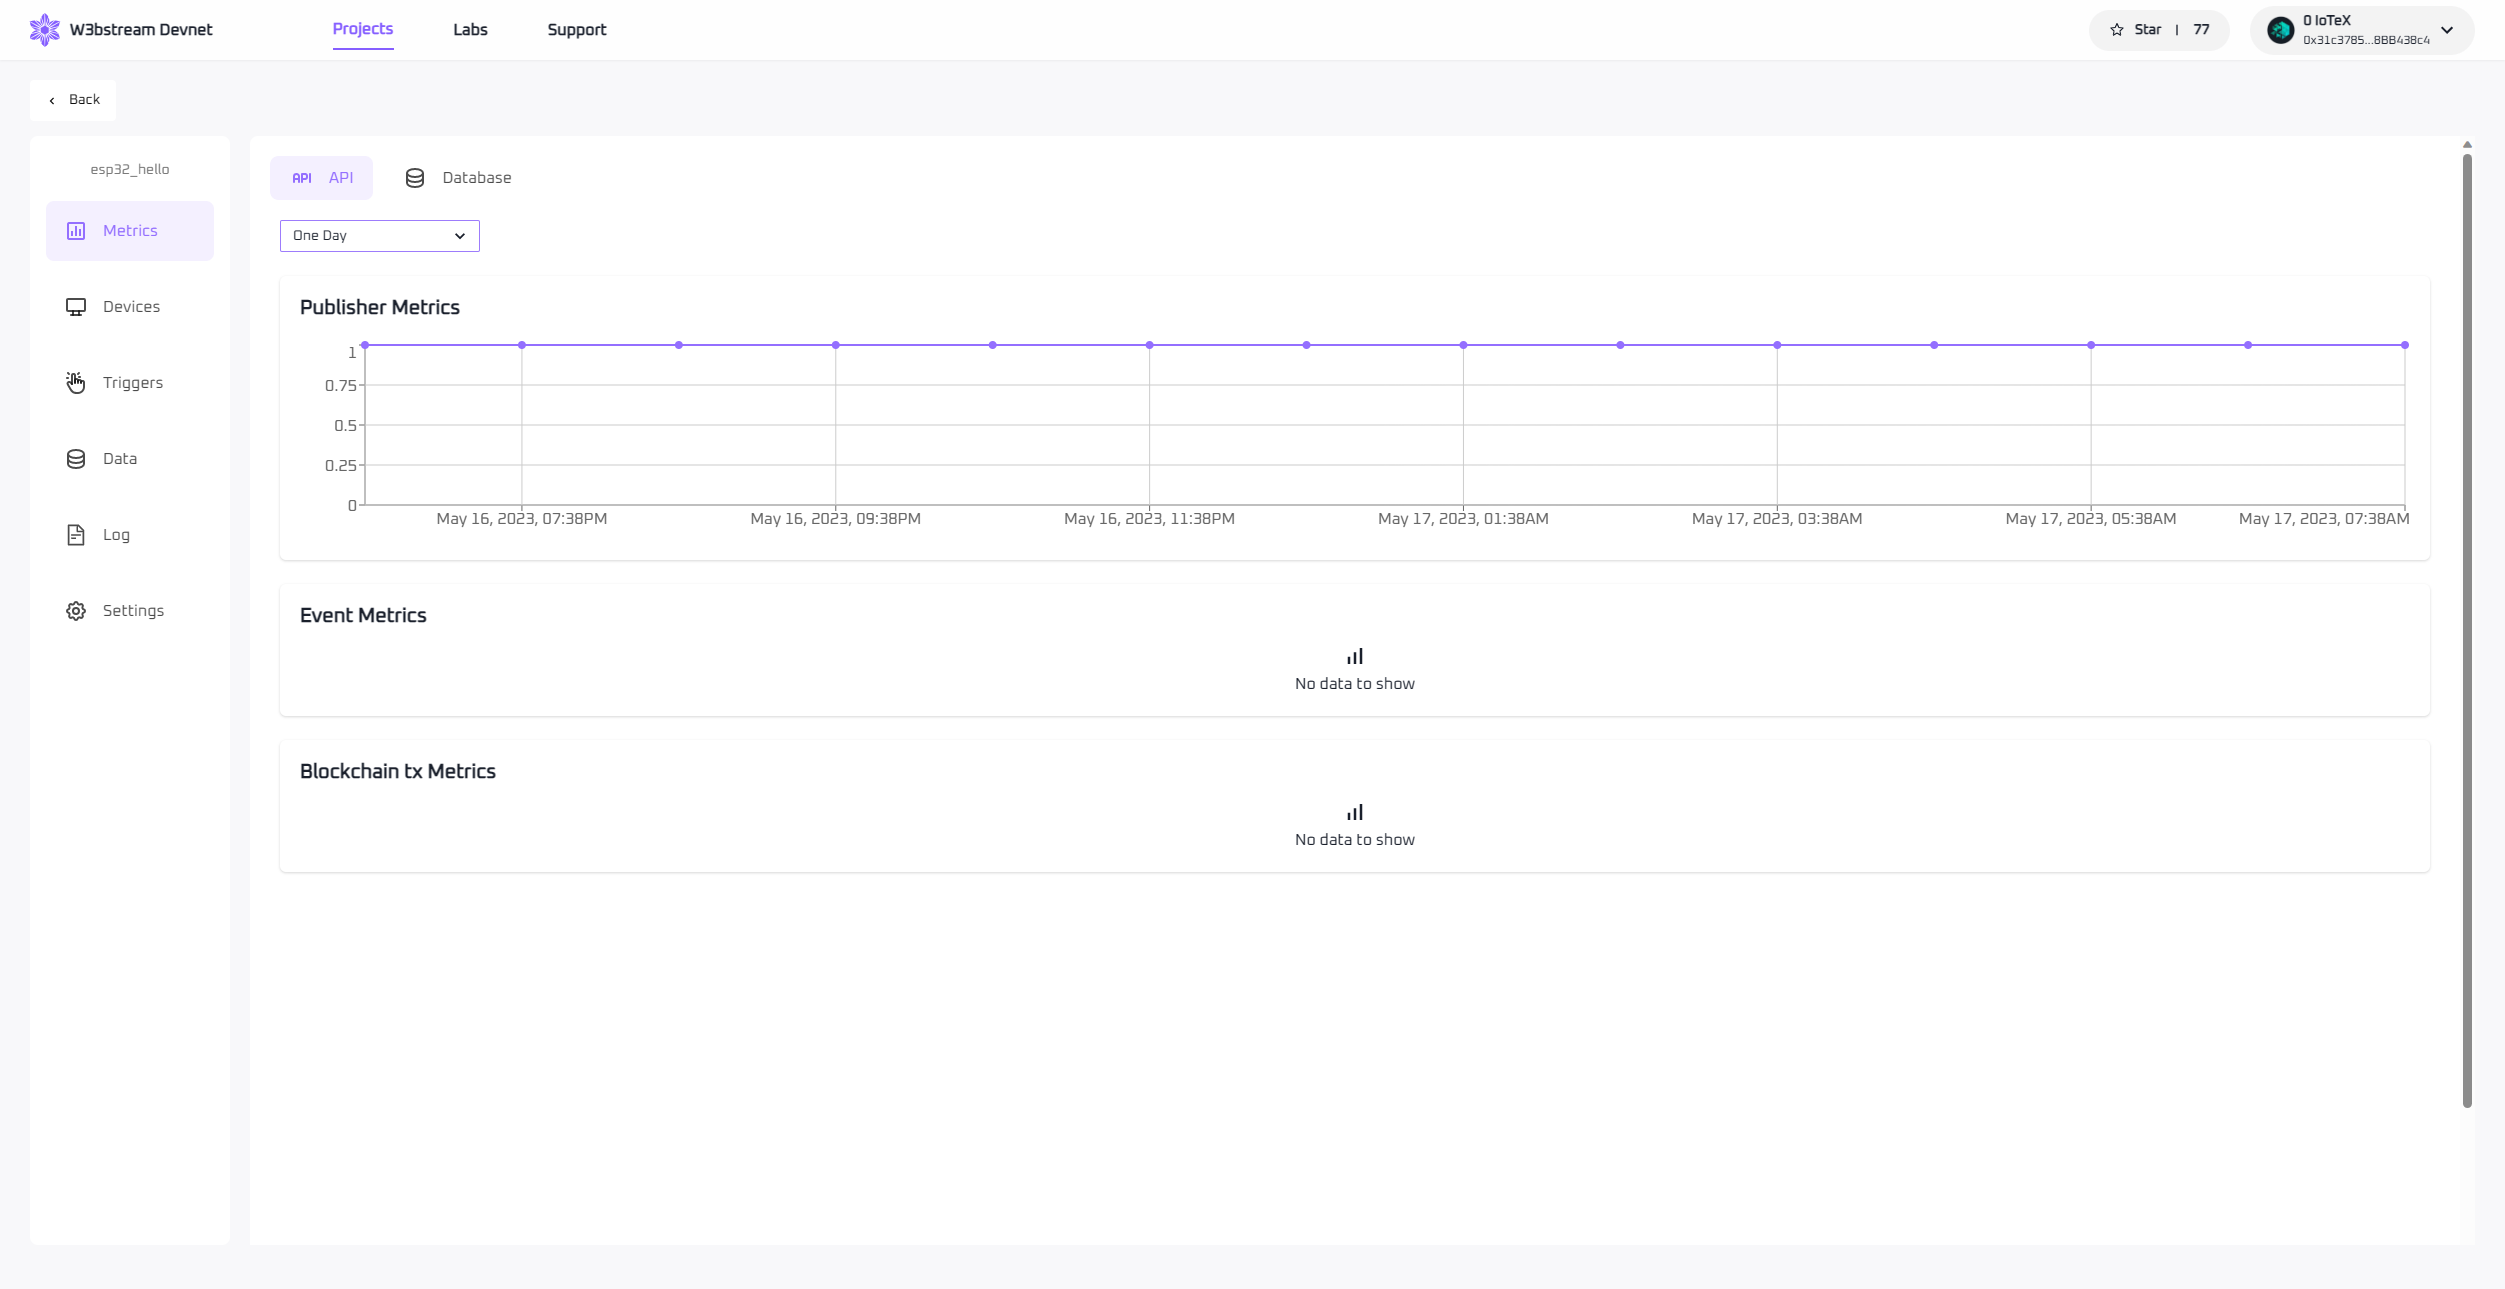 W3bstream Devnet
Projects
Labs
Support
Star | 77
0 IoTeX
0x31c3785...8BB438c4
Back
esp32_hello
Metrics
Devices
Triggers
Data
Log
Settings
API API
Database
One Day
Publisher Metrics
1
0.75
0.5
0.25
0
May 16, 2023, 07:38PM
May 16, 2023, 09:38PM
May 16, 2023, 11:38PM
May 17, 2023, 01:38AM
May 17, 2023, 03:38AM
May 17, 2023, 05:38AM
May 17, 2023, 07:38AM
Event Metrics
No data to show
Blockchain tx Metrics
No data to show